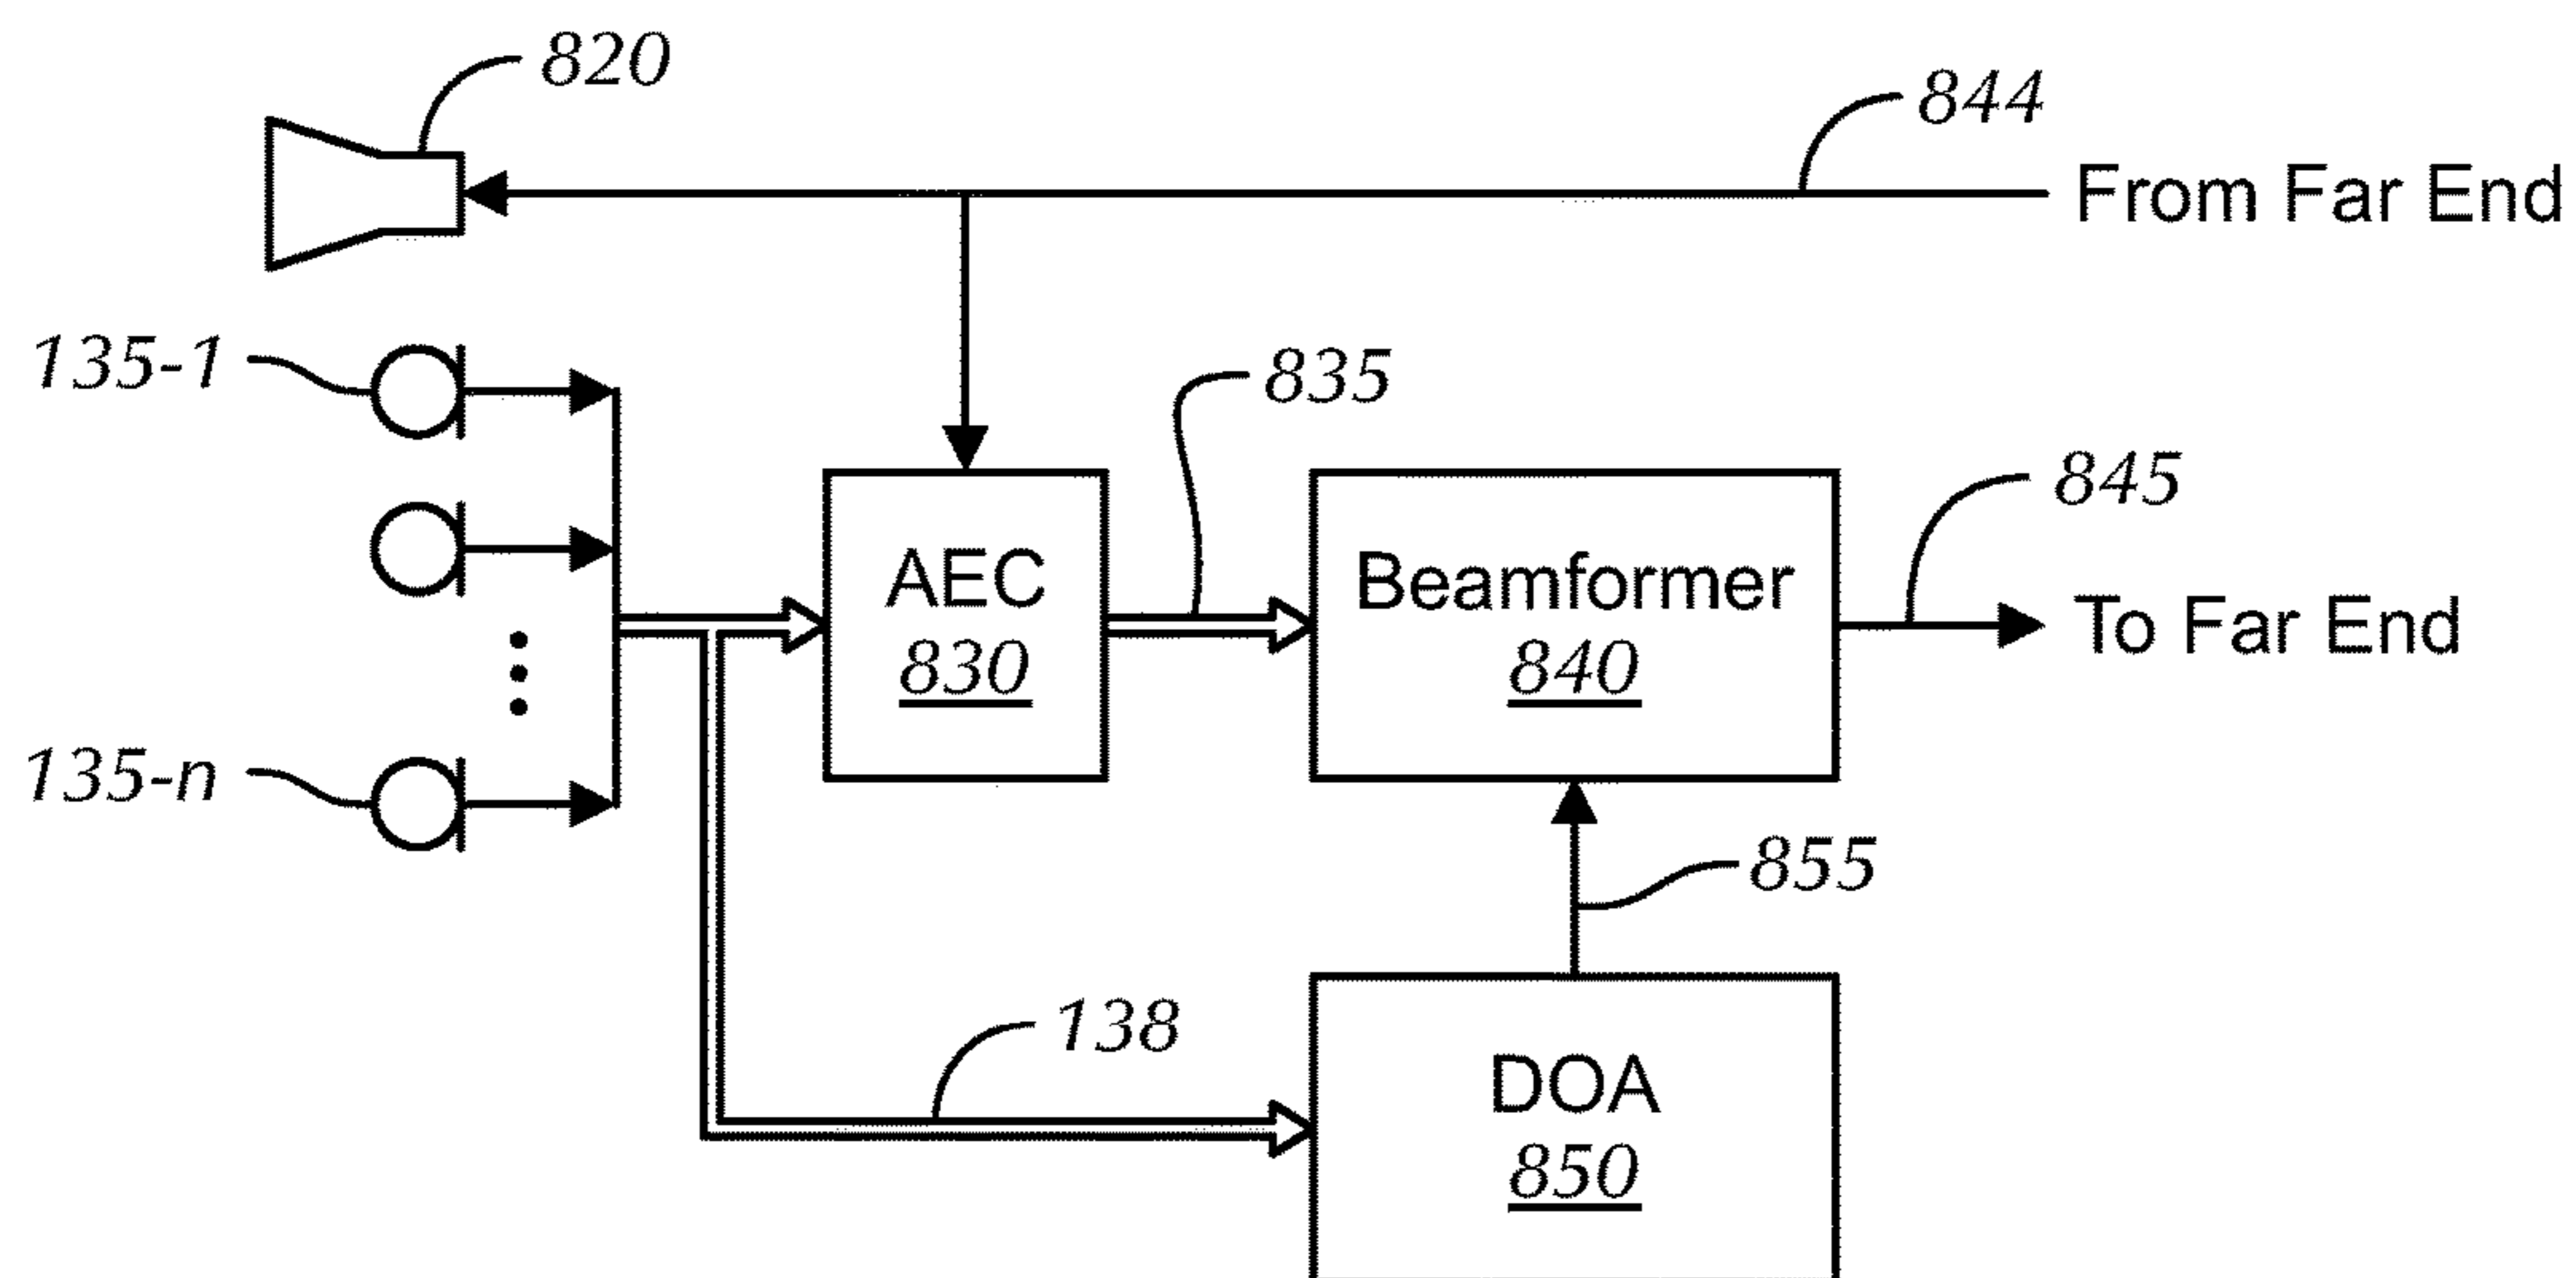 820
844
From Far End
135-1
835
845
AEC
830
Beamformer
840
To Far End
135-n
855
138
DOA
850